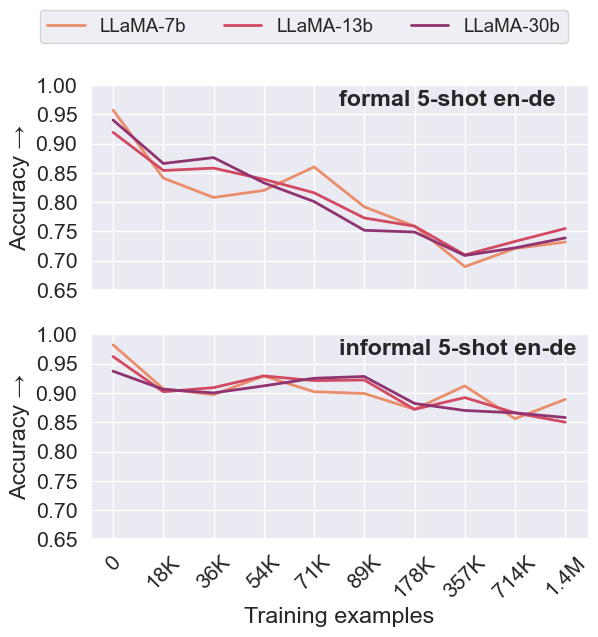 LLaMA-7b LLaMA-13b LLaMA-30b
formal 5-shot en-de
Accuracy →
1.00
0.95
0.90
0.85
0.80
0.75
0.70
0.65
informal 5-shot en-de
Accuracy →
1.00
0.95
0.90
0.85
0.80
0.75
0.70
0.65
0 18K 36K 54K 71K 89K 178K 357K 714K 1.4M
Training examples